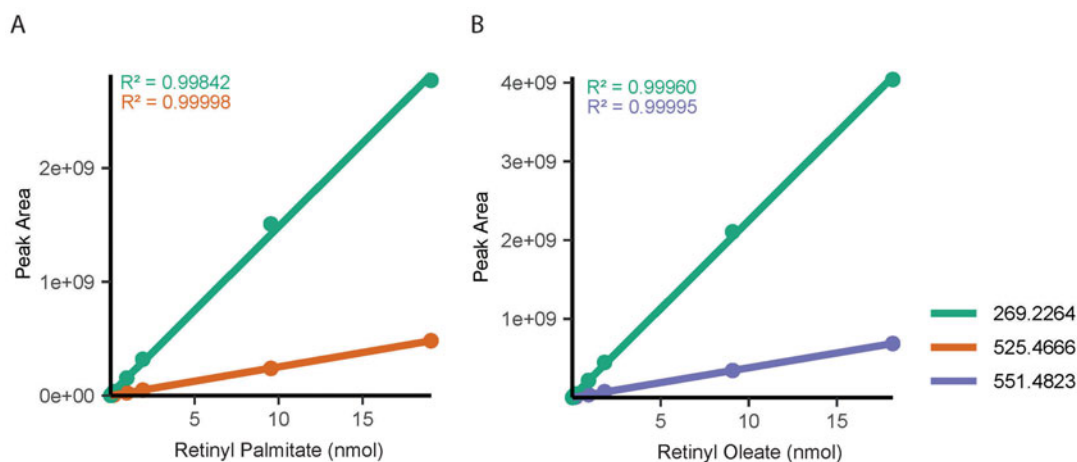 A
R² = 0.99842
R² = 0.99998
Peak Area
2e+09
1e+09
0e+00
5
10
15
Retinyl Palmitate (nmol)
B
R² = 0.99960
R² = 0.99995
Peak Area
4e+09
3e+09
2e+09
1e+09
5
10
15
Retinyl Oleate (nmol)
269.2264
525.4666
551.4823